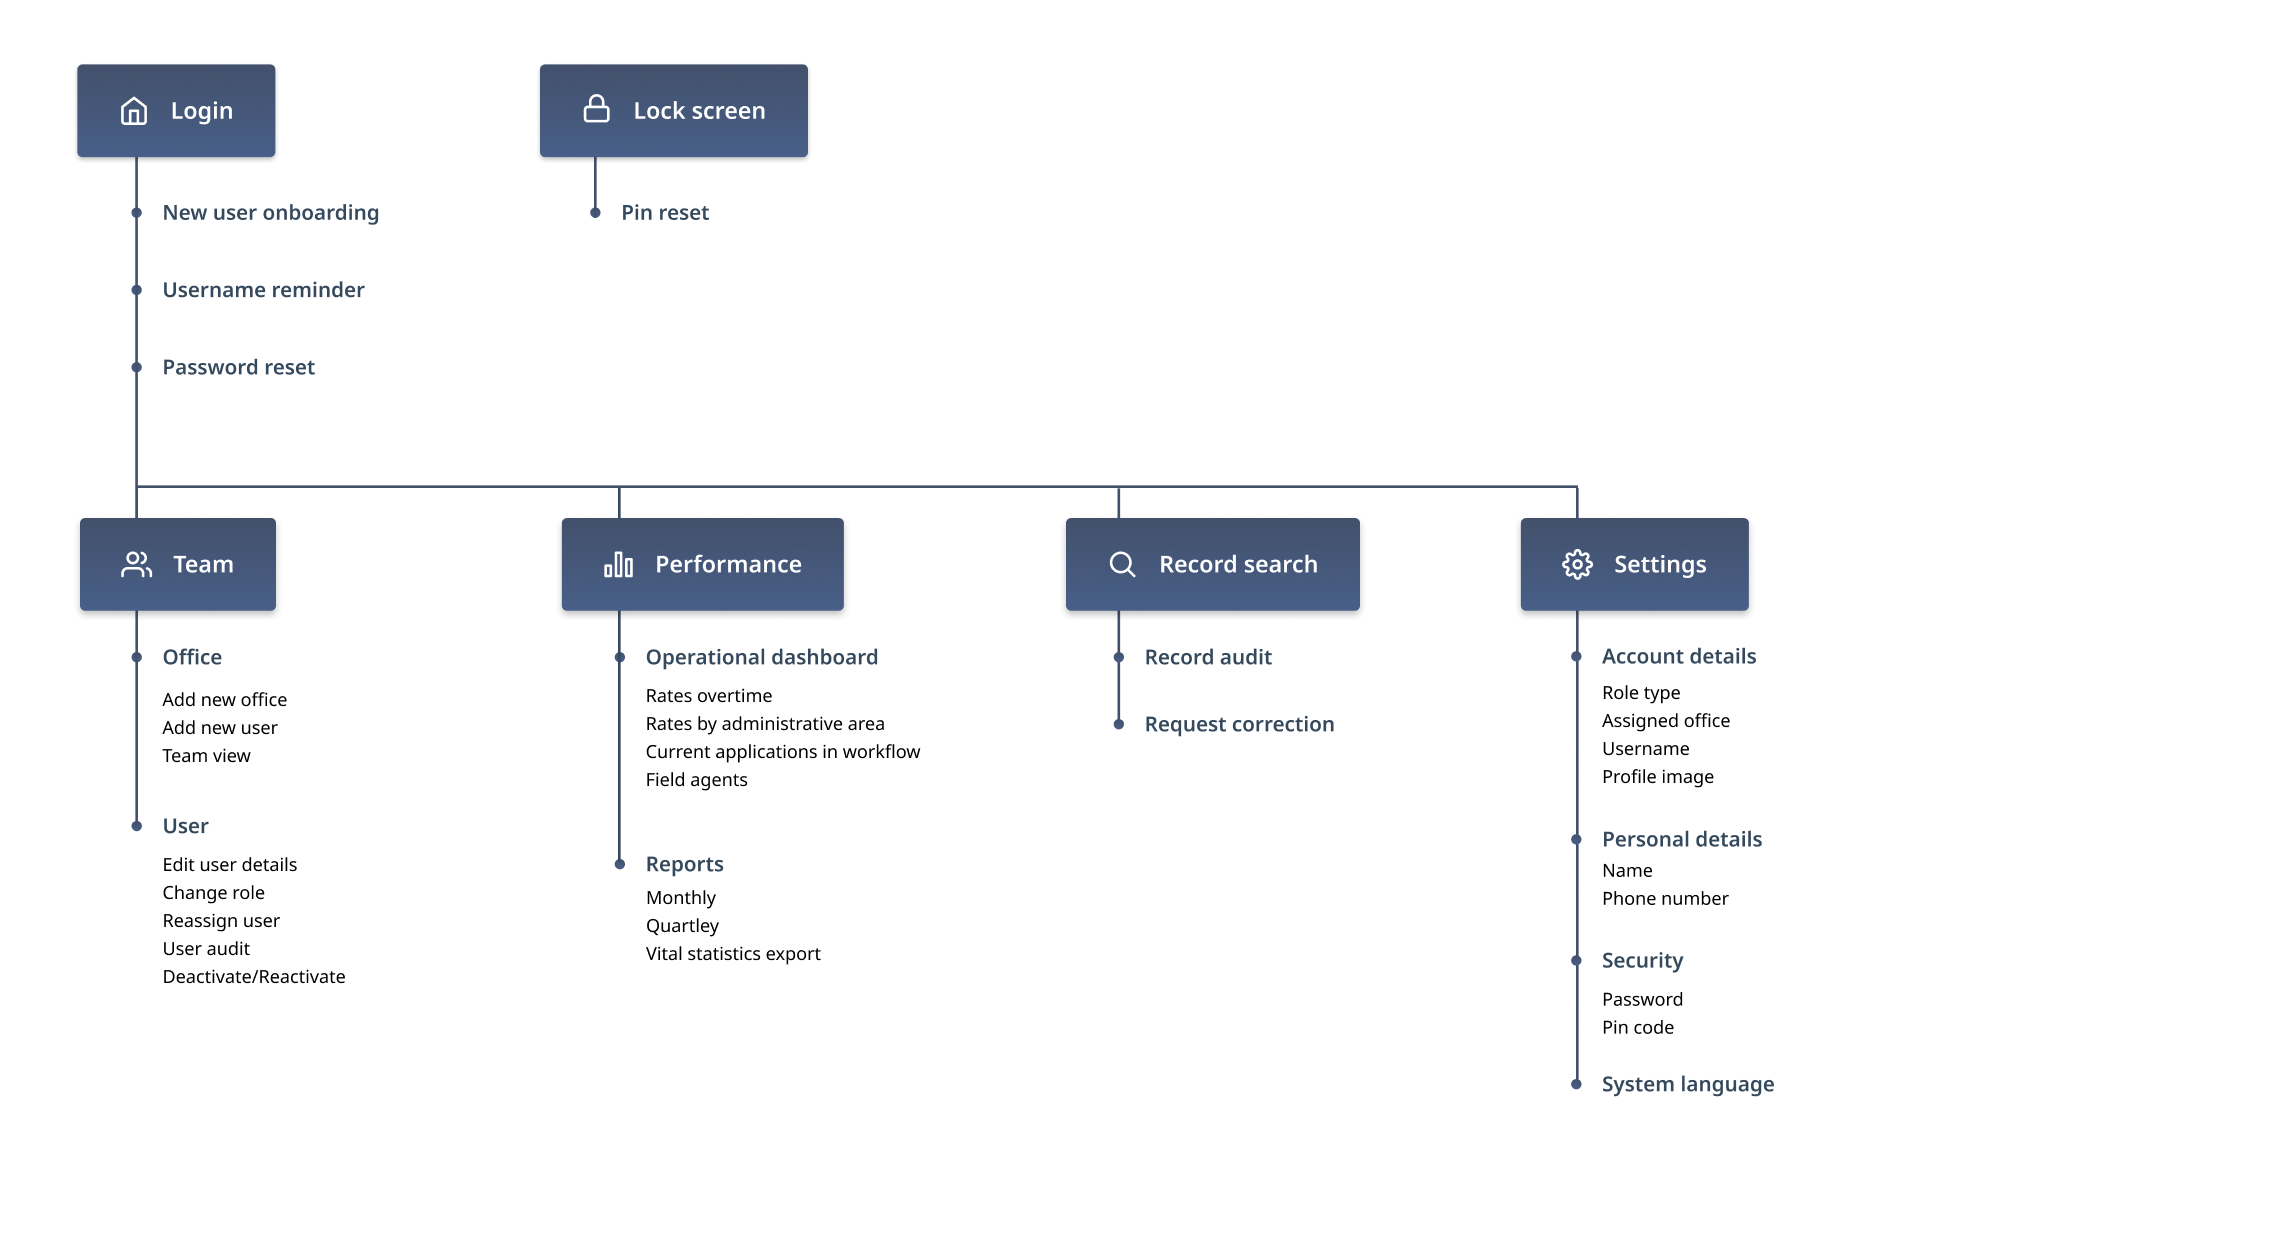 Login
Lock screen
New user onboarding
Pin reset
Username reminder
Password reset
Team
Performance
Record search
Settings
Office
Add new office
Add new user
Team view
User
Edit user details
Change role
Reassign user
User audit
Deactivate/Reactivate
Operational dashboard
Rates overtime
Rates by administrative area
Current applications in workflow
Field agents
Reports
Monthly
Quartley
Vital statistics export
Record audit
Request correction
Account details
Role type
Assigned office
Username
Profile image
Personal details
Name
Phone number
Security
Password
Pin code
System language